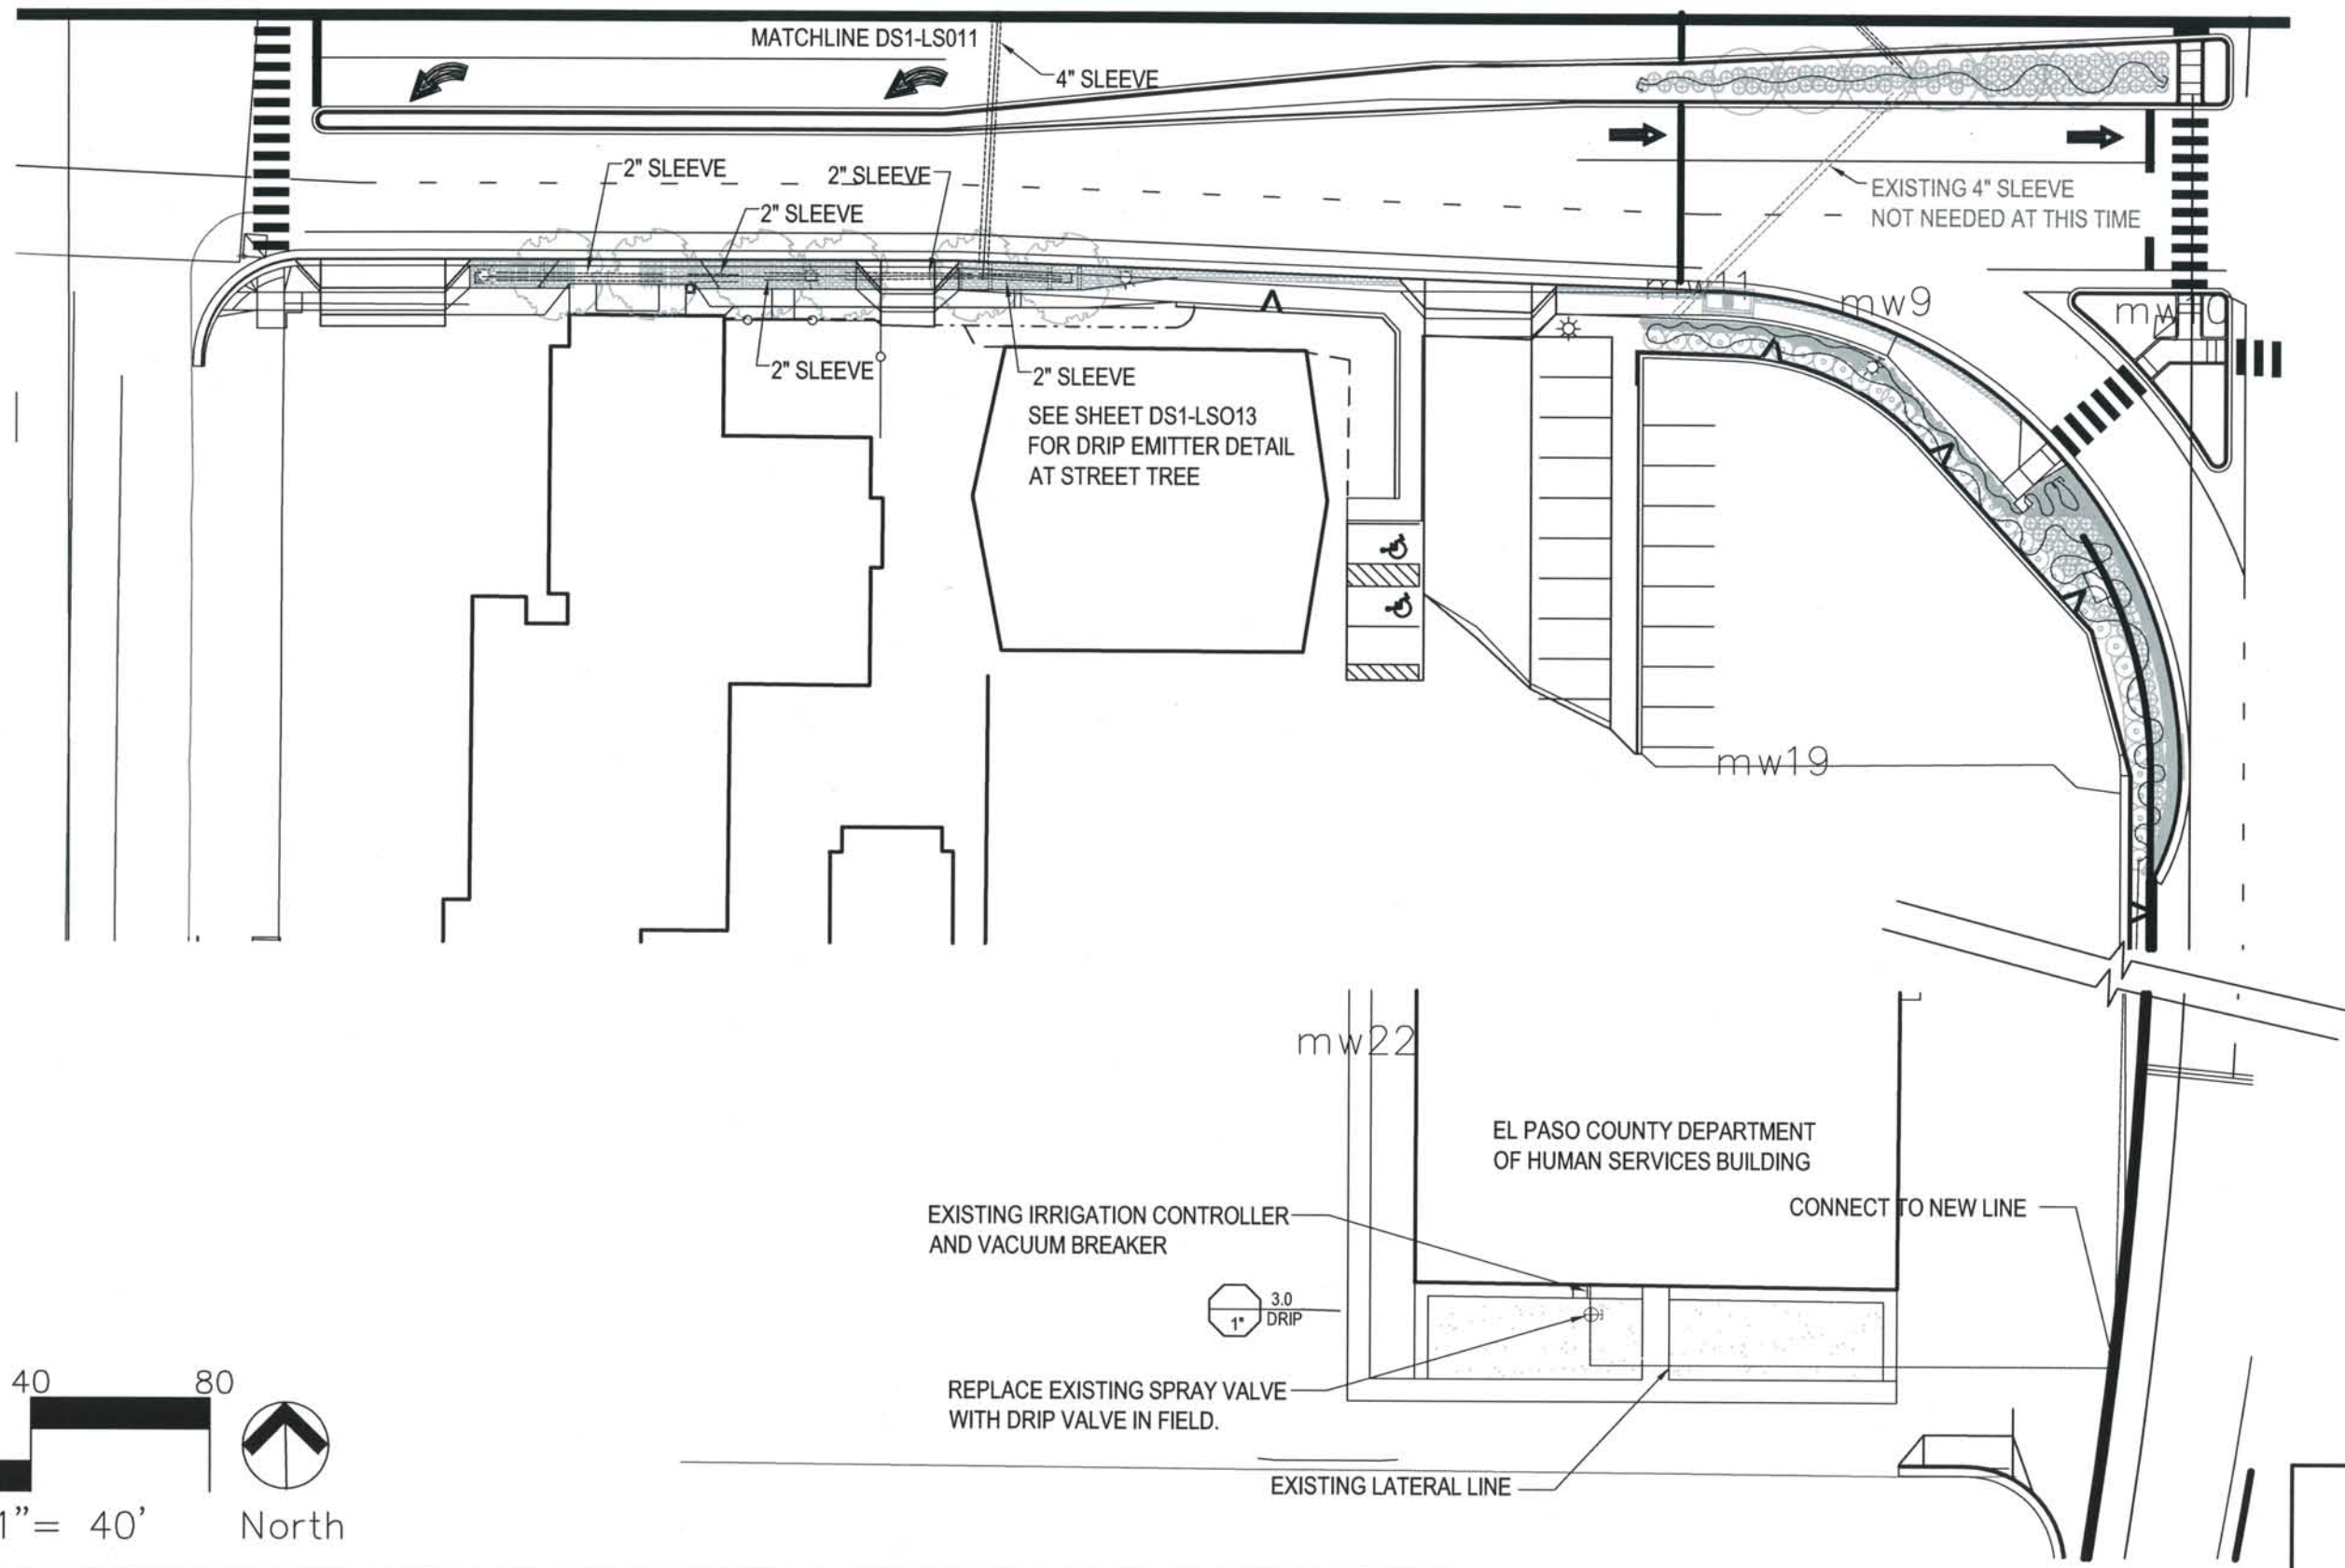 MATCHLINE DS1-LS011
4" SLEEVE
2" SLEEVE
2" SLEEVE
2" SLEEVE
EXISTING 4" SLEEVE
NOT NEEDED AT THIS TIME
mw11
mw9
mw10
2" SLEEVE
2" SLEEVE
SEE SHEET DS1-LSO13
FOR DRIP EMITTER DETAIL
AT STREET TREE
mw19
mw22
EL PASO COUNTY DEPARTMENT
OF HUMAN SERVICES BUILDING
EXISTING IRRIGATION CONTROLLER
AND VACUUM BREAKER
CONNECT TO NEW LINE
3.0
1"
DRIP
REPLACE EXISTING SPRAY VALVE
WITH DRIP VALVE IN FIELD.
EXISTING LATERAL LINE
40 80
1"= 40'
North